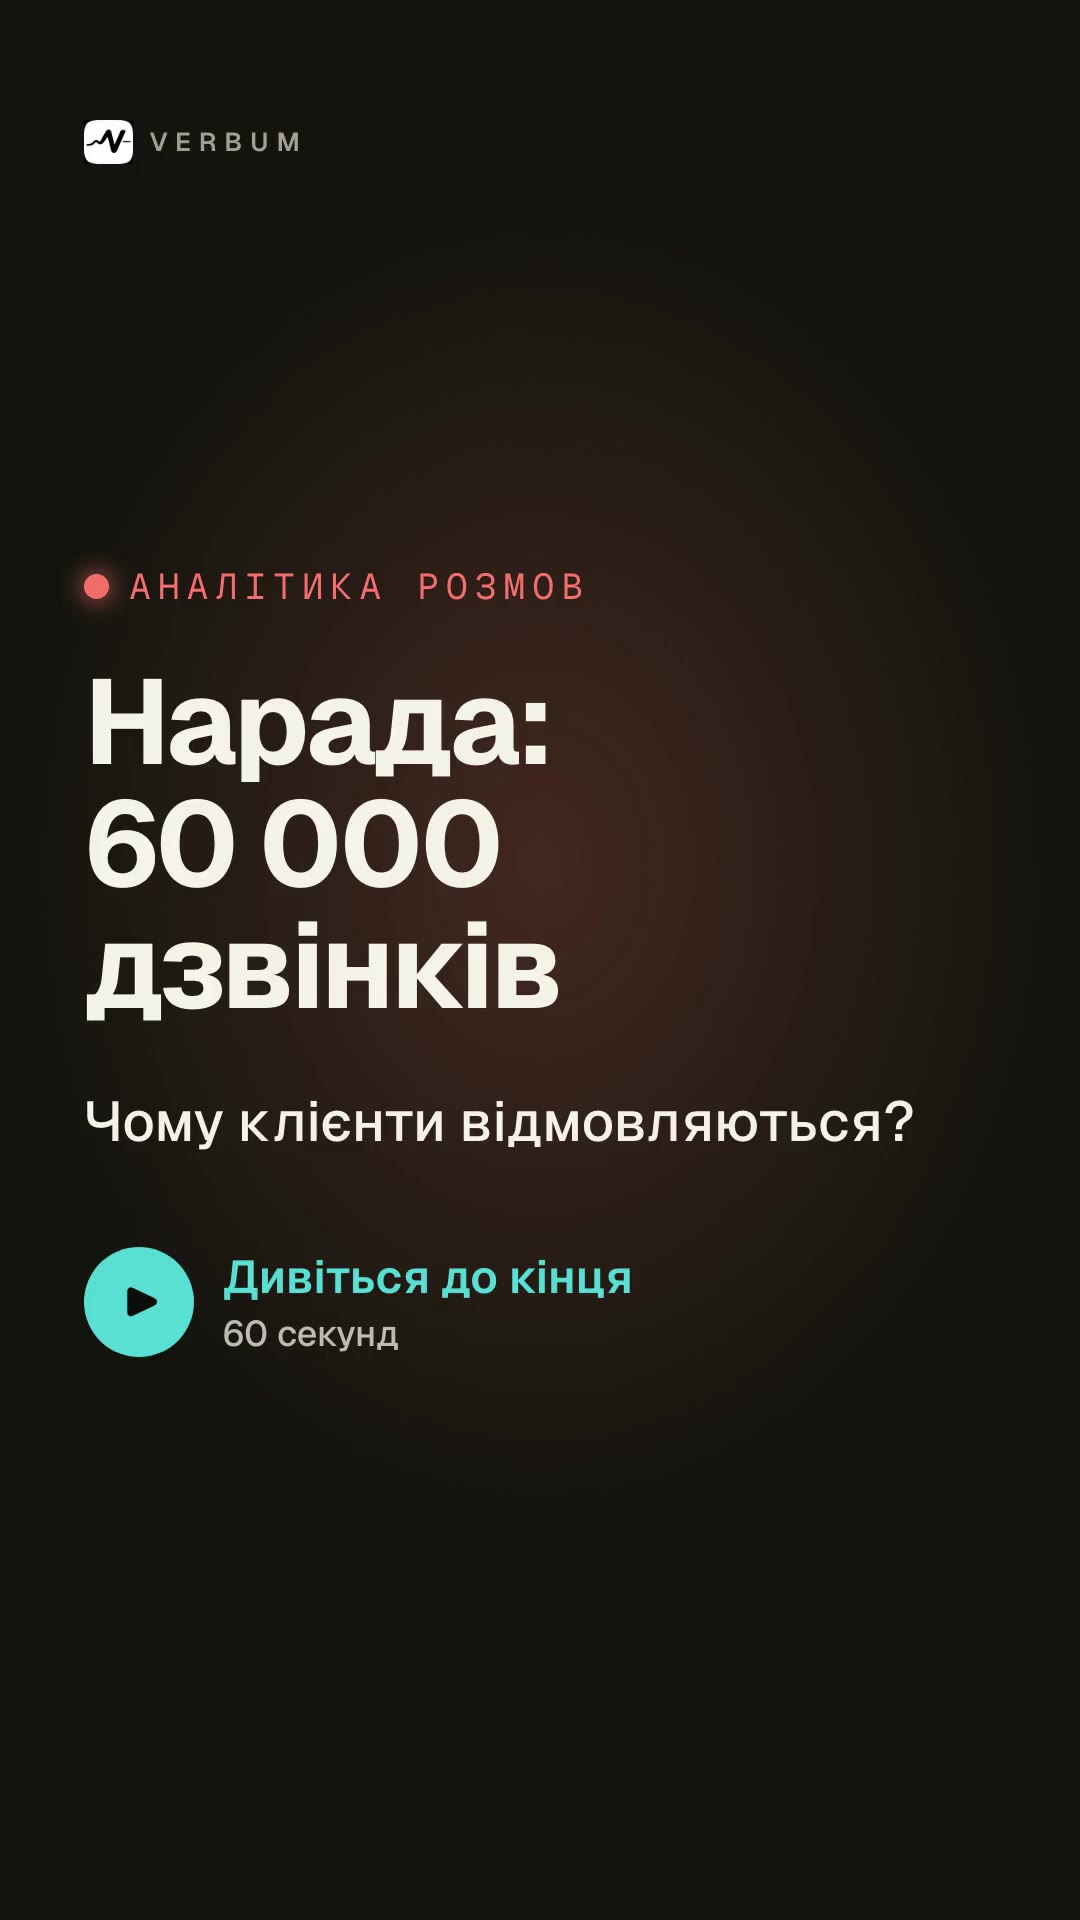 VERBUM
АНАЛІТИКА РОЗМОВ
Нарада:
60 000
дзвінків
Чому клієнти відмовляються?
Дивіться до кінця
60 секунд